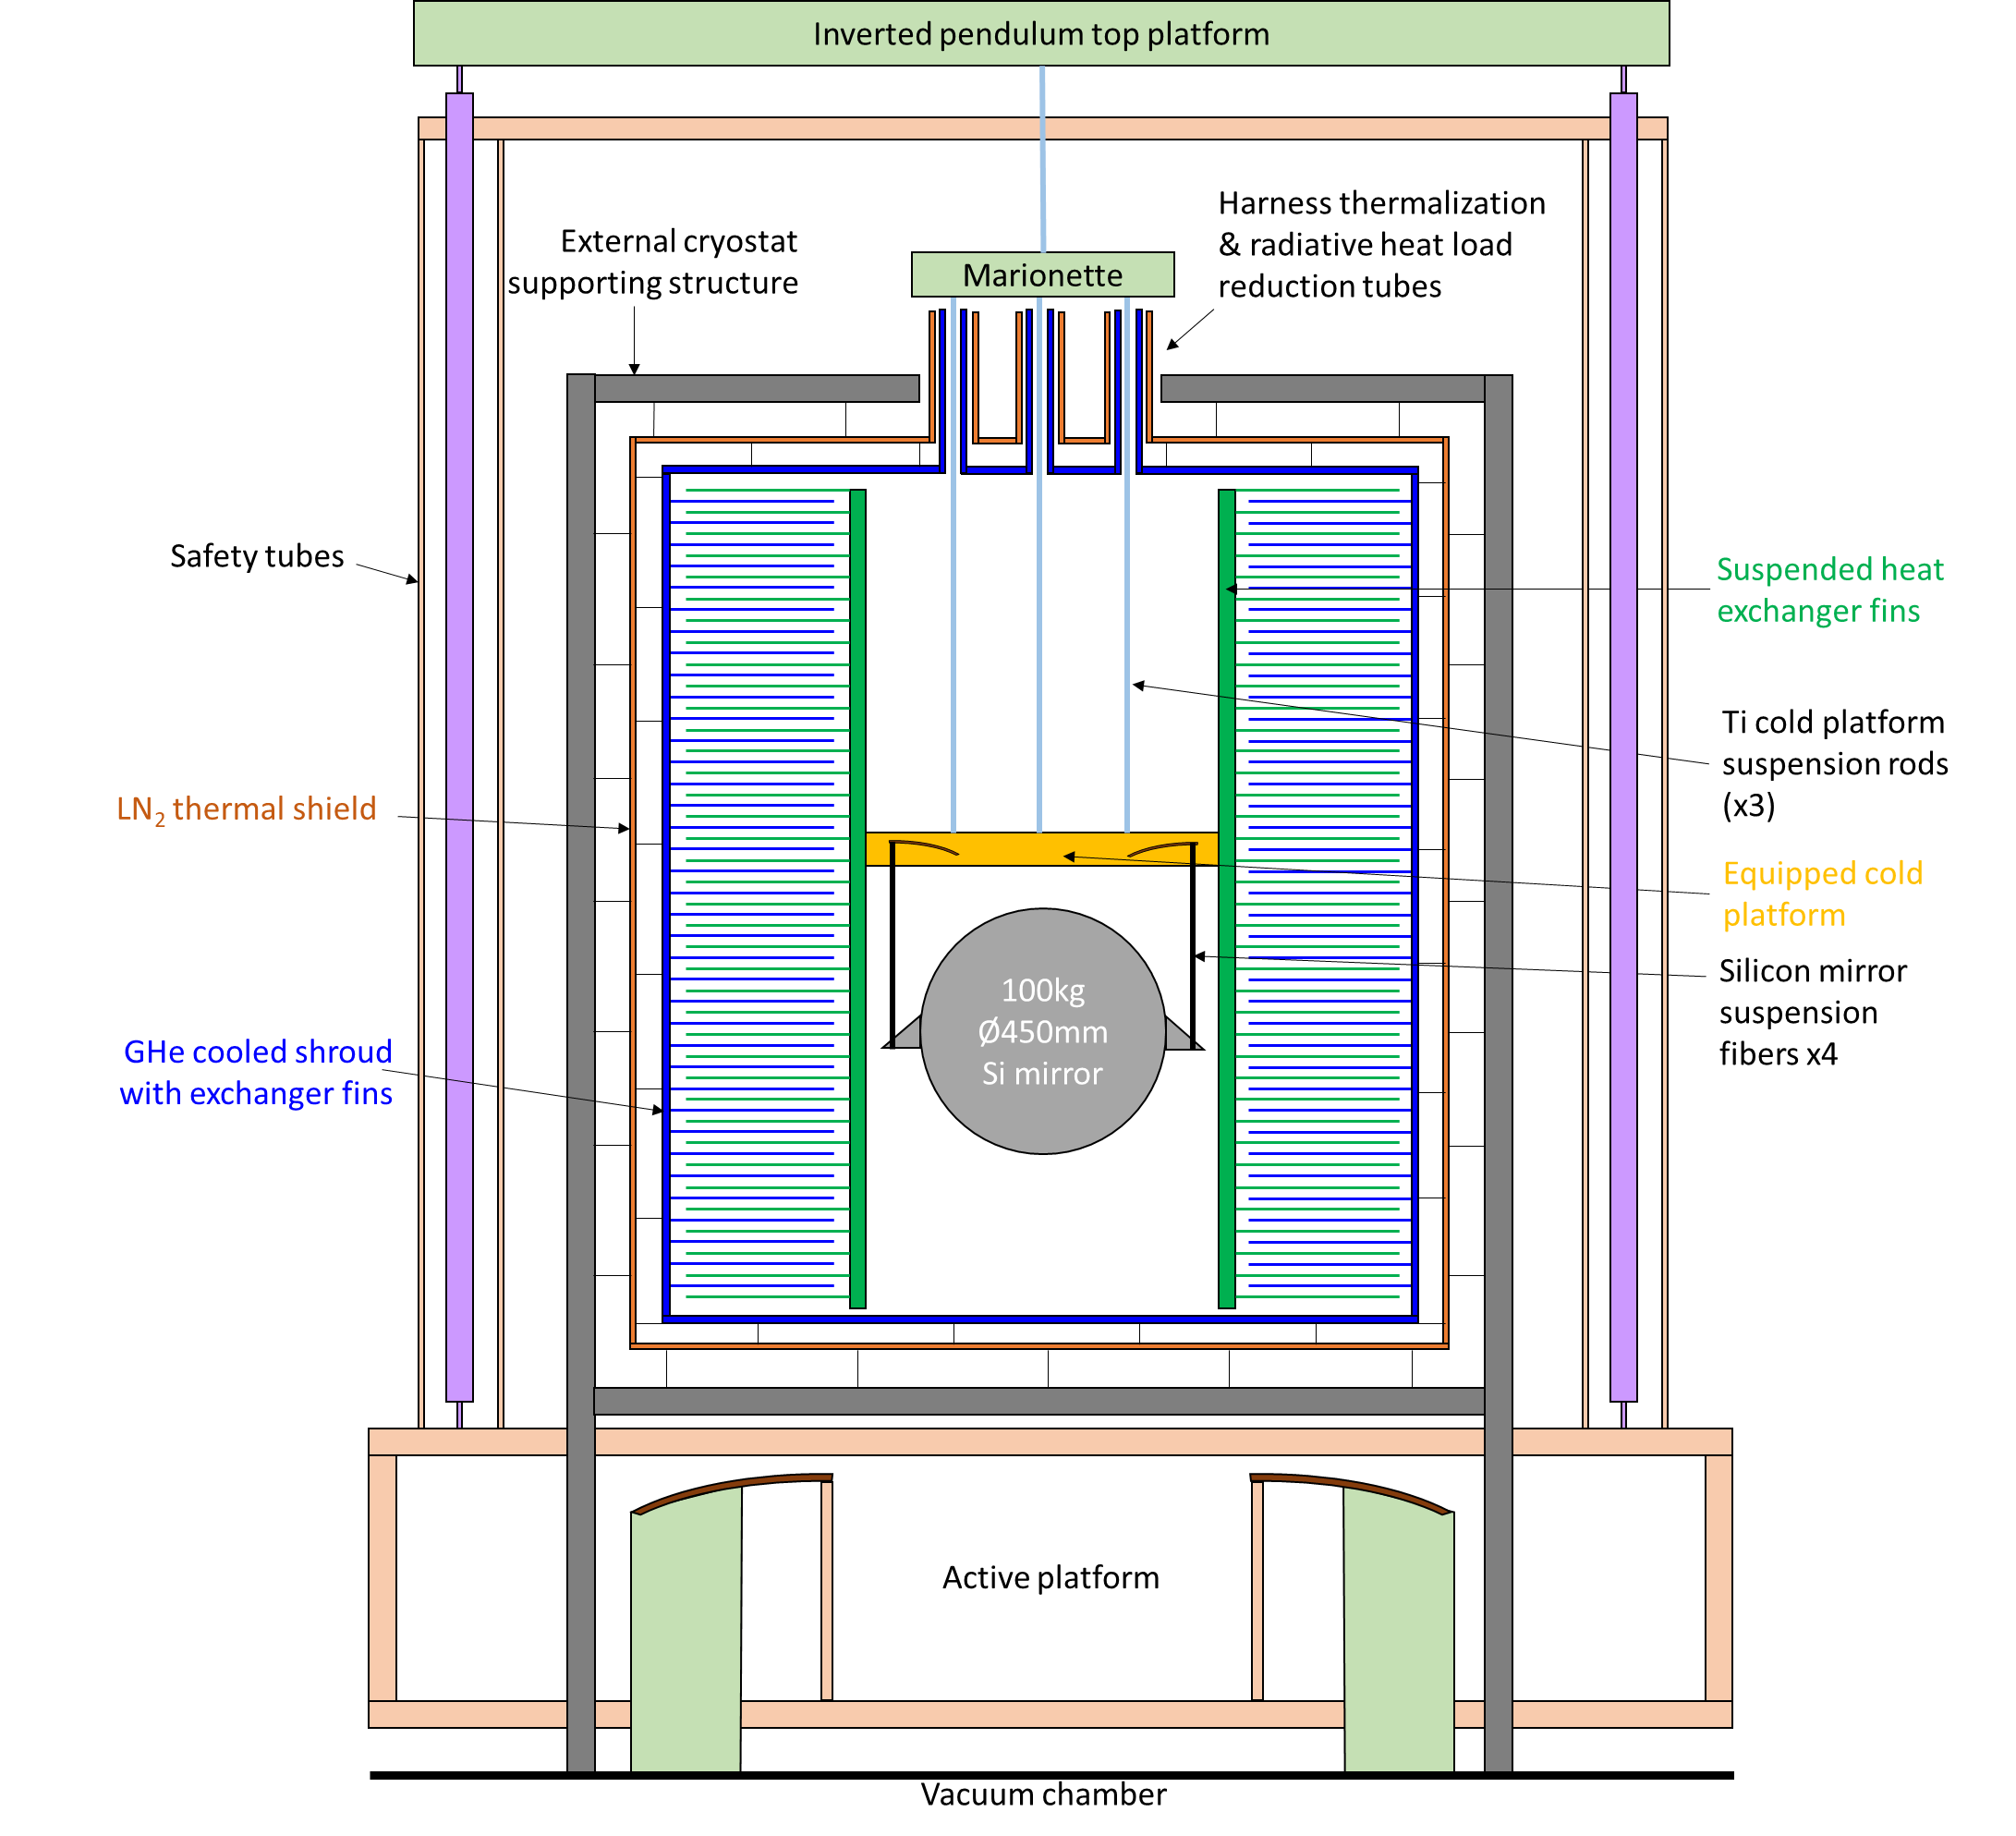 Inverted pendulum top platform
Harness thermalization
& radiative heat load
reduction tubes
External cryostat
supporting structure
Marionette
Safety tubes
Suspended heat
exchanger fins
Ti cold platform
suspension rods
(x3)
LN2 thermal shield
Equipped cold
platform
Silicon mirror
suspension
fibers x4
100kg
Ø450mm
Si mirror
GHe cooled shroud
with exchanger fins
Active platform
Vacuum chamber